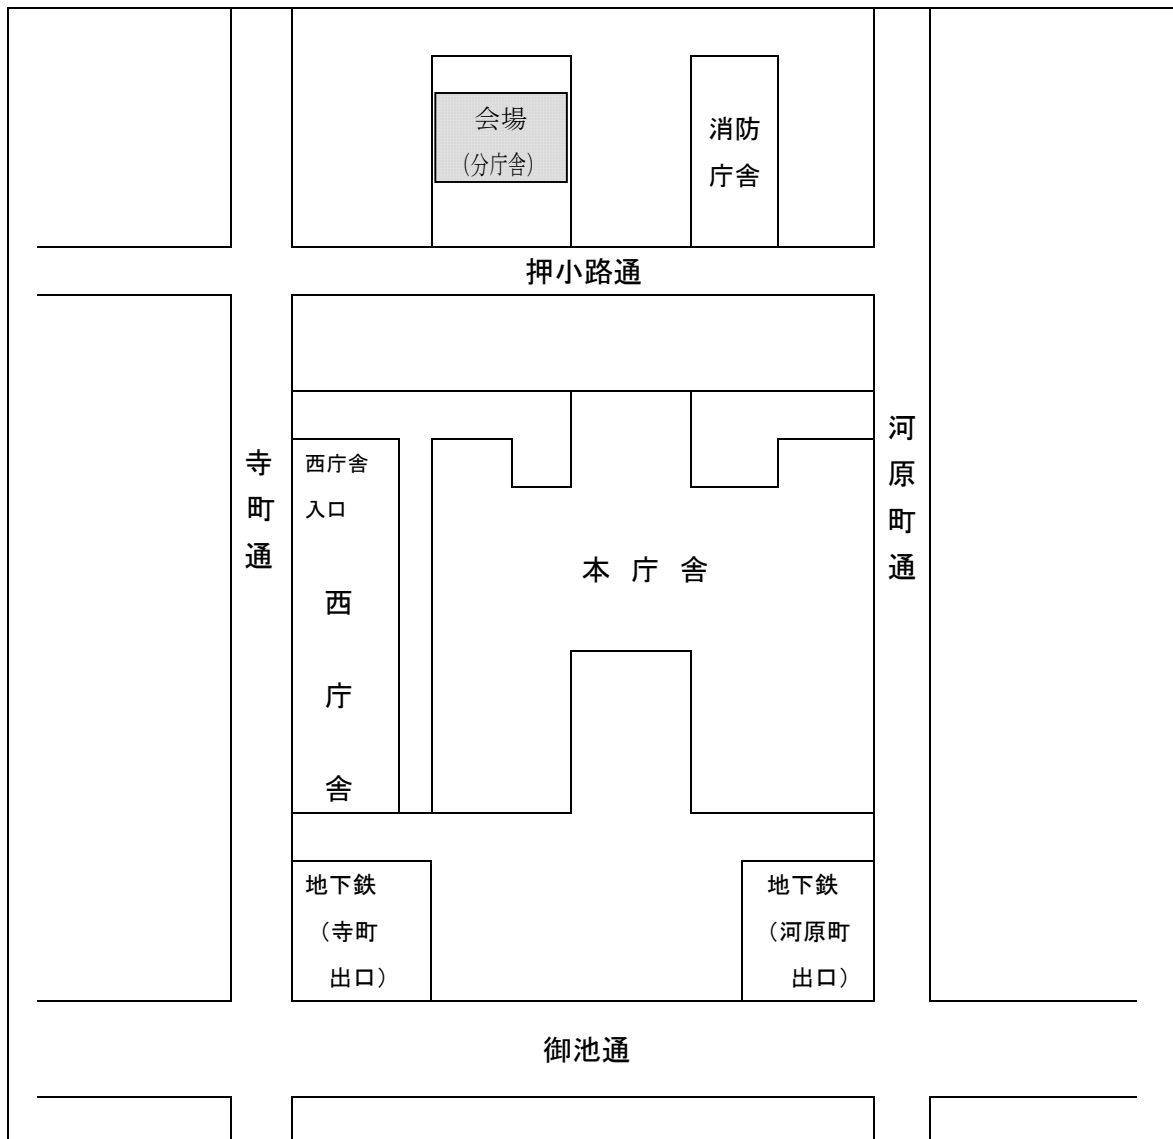 会場
(分庁舎)
消防
庁舎
押小路通
寺町通
西庁舎
入口
西庁舎
本庁舎
河原町通
地下鉄
（寺町
出口）
地下鉄
（河原町
出口）
御池通